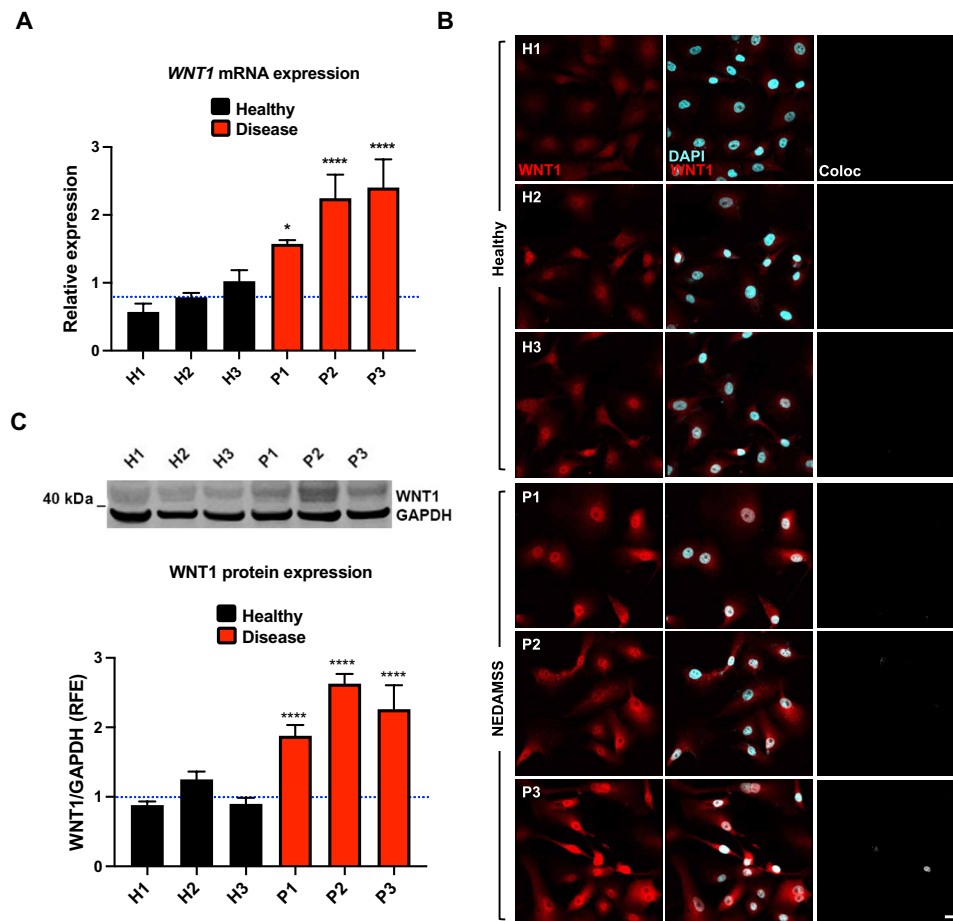 A
WNT1 mRNA expression
Healthy
Disease
**** ****
*
3
2
1
0
Relative expression
H1 H2 H3 P1 P2 P3
B
Healthy
H1
WNT1
DAPI
WNT1
Coloc
H2
H3
NEDAMSS
P1
P2
P3
C
H1 H2 H3 P1 P2 P3
40 kDa
WNT1
GAPDH
WNT1 protein expression
Healthy
Disease
**** **** ****
3
2
1
0
WNT1/GAPDH (RFE)
H1 H2 H3 P1 P2 P3